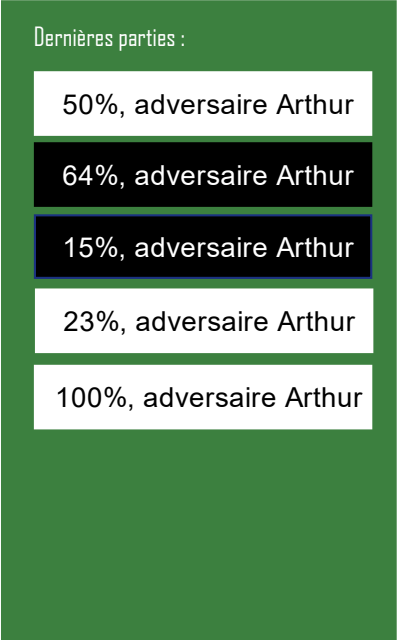 Dernières parties :
50%, adversaire Arthur
64%, adversaire Arthur
15%, adversaire Arthur
23%, adversaire Arthur
100%, adversaire Arthur